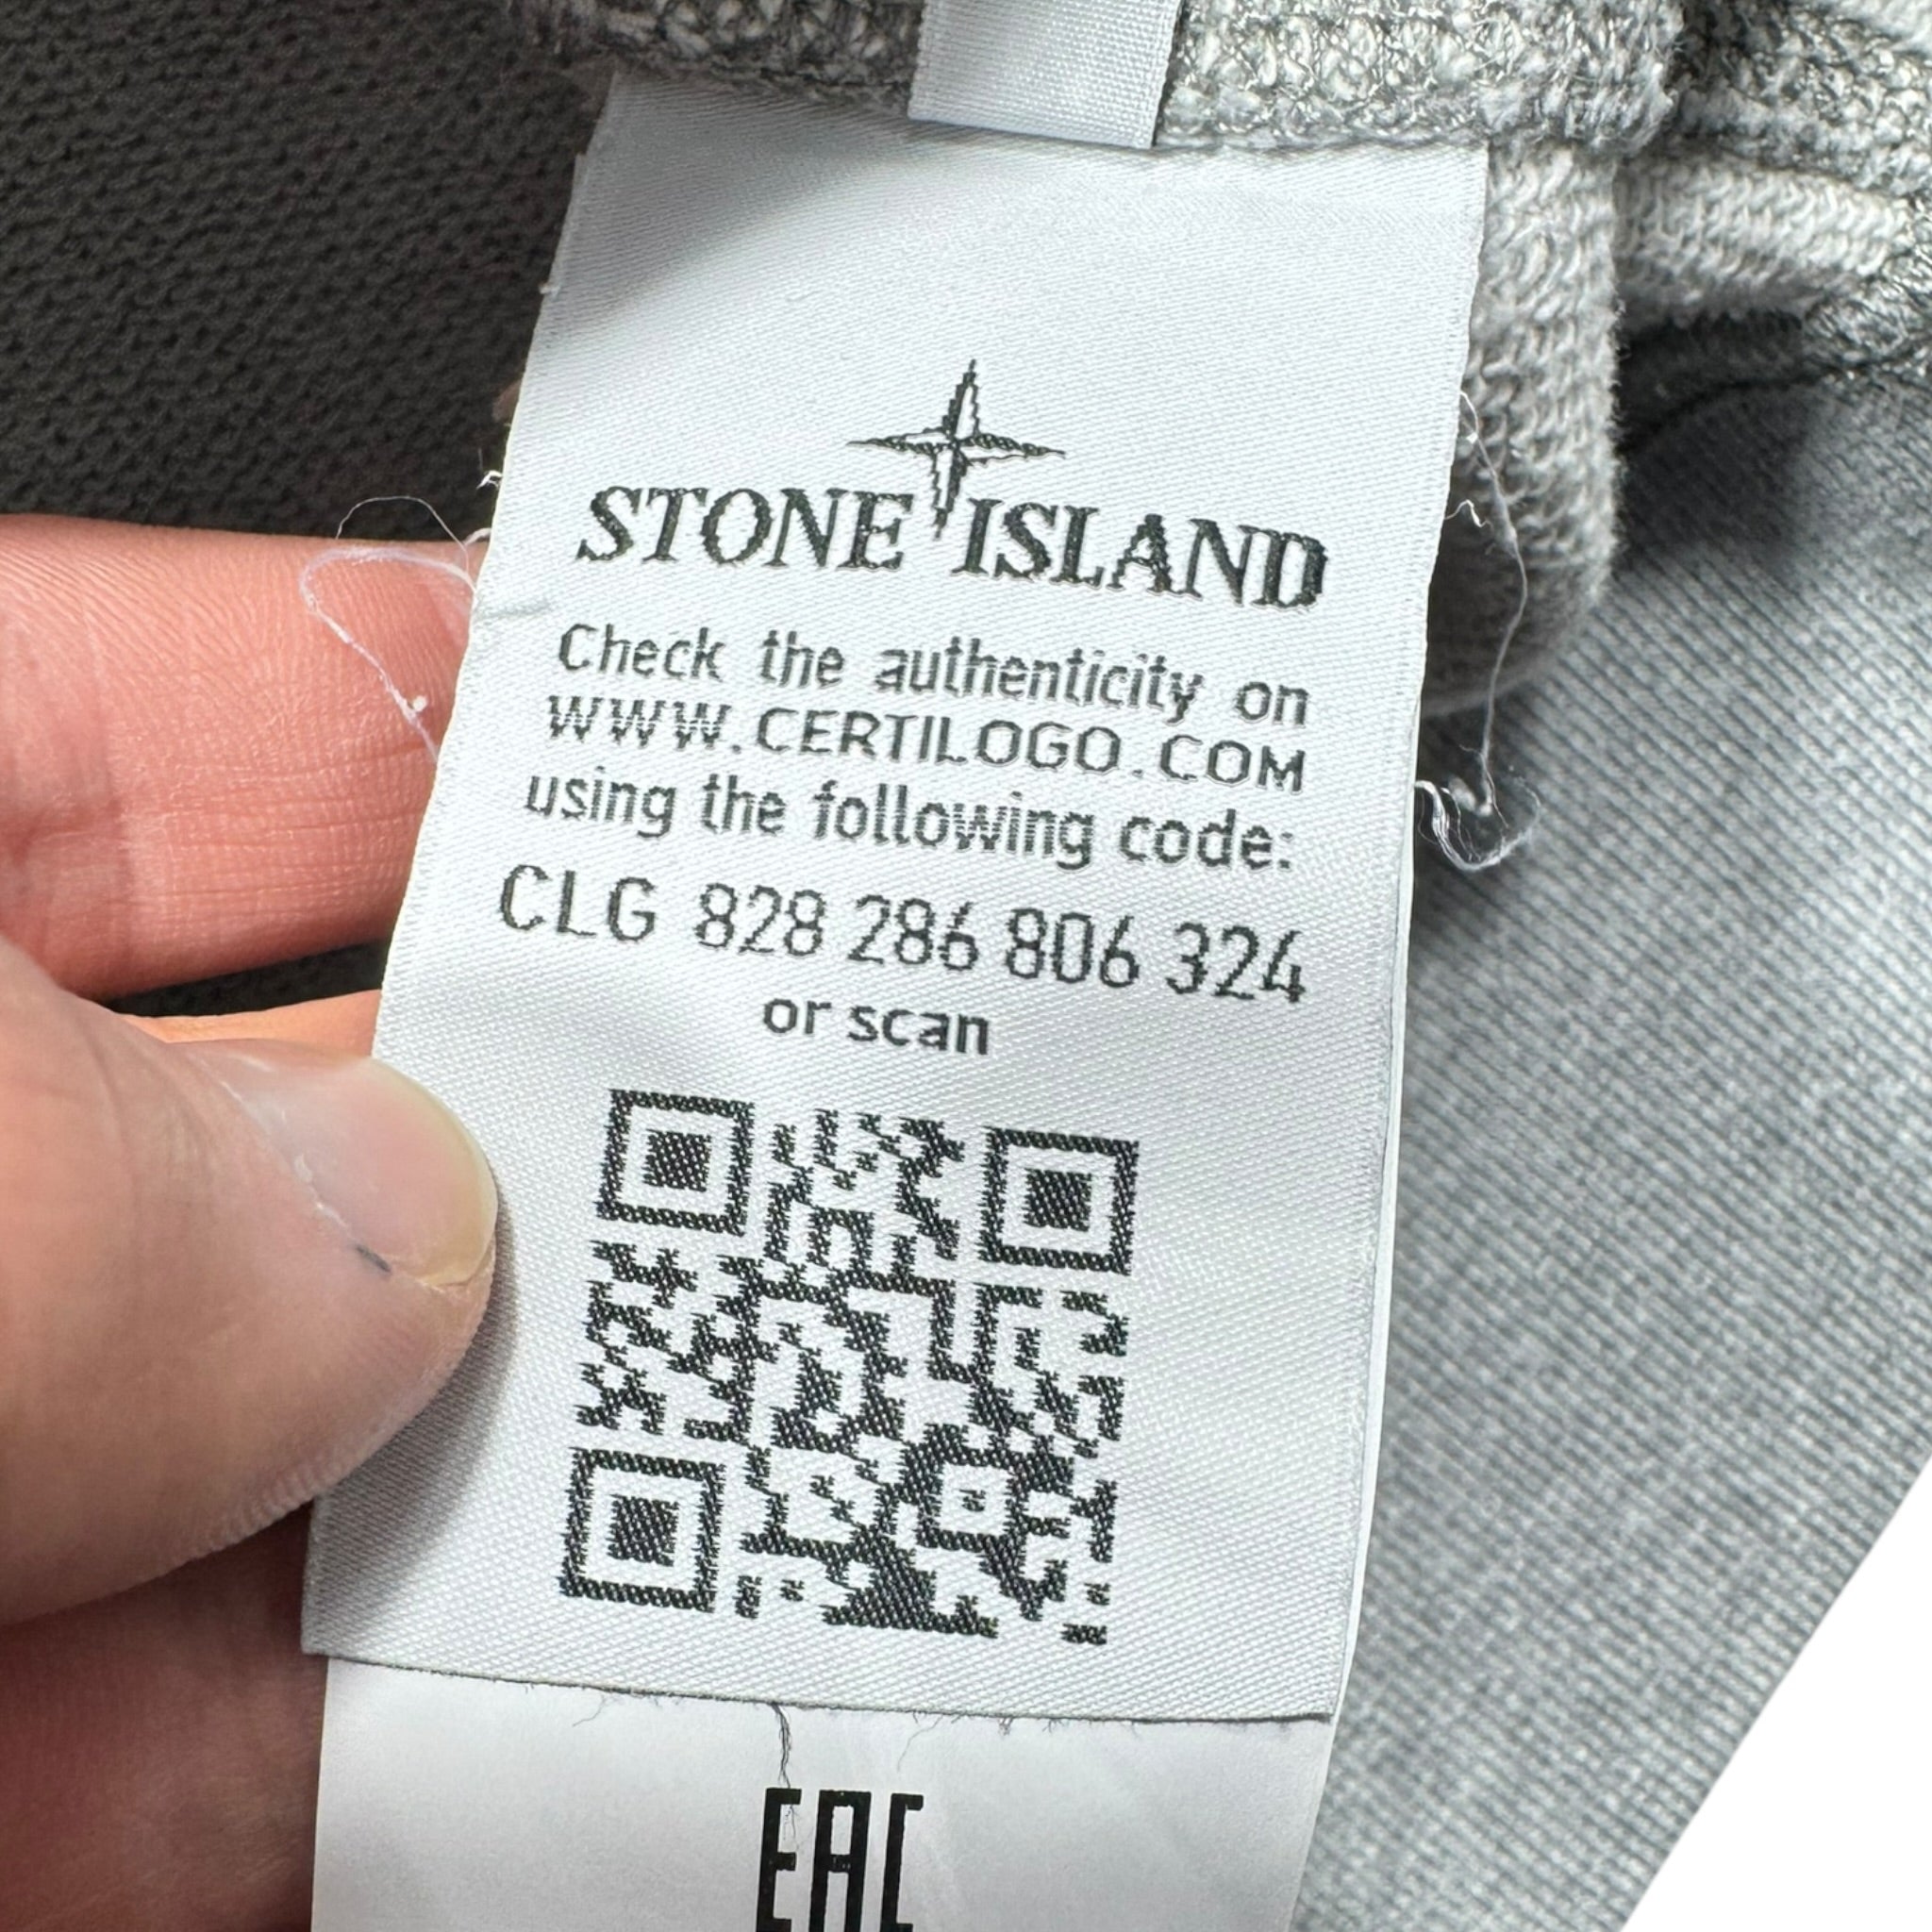 STONE ISLAND
Check the authenticity on
WWW.CERTILOGO.COM
using the following code:
CLG 828 286 806 324
or scan
EAC